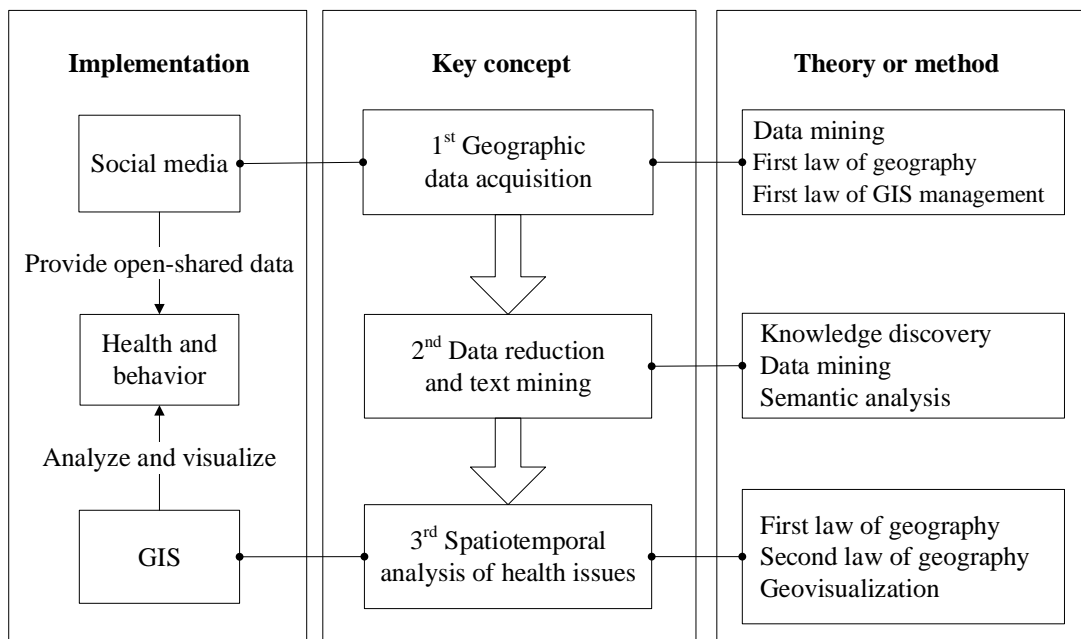 Implementation
Social media
Provide open-shared data
Health and
behavior
Analyze and visualize
GIS
Key concept
1st Geographic
data acquisition
2nd Data reduction
and text mining
3rd Spatiotemporal
analysis of health issues
Theory or method
Data mining
First law of geography
First law of GIS management
Knowledge discovery
Data mining
Semantic analysis
First law of geography
Second law of geography
Geovisualization